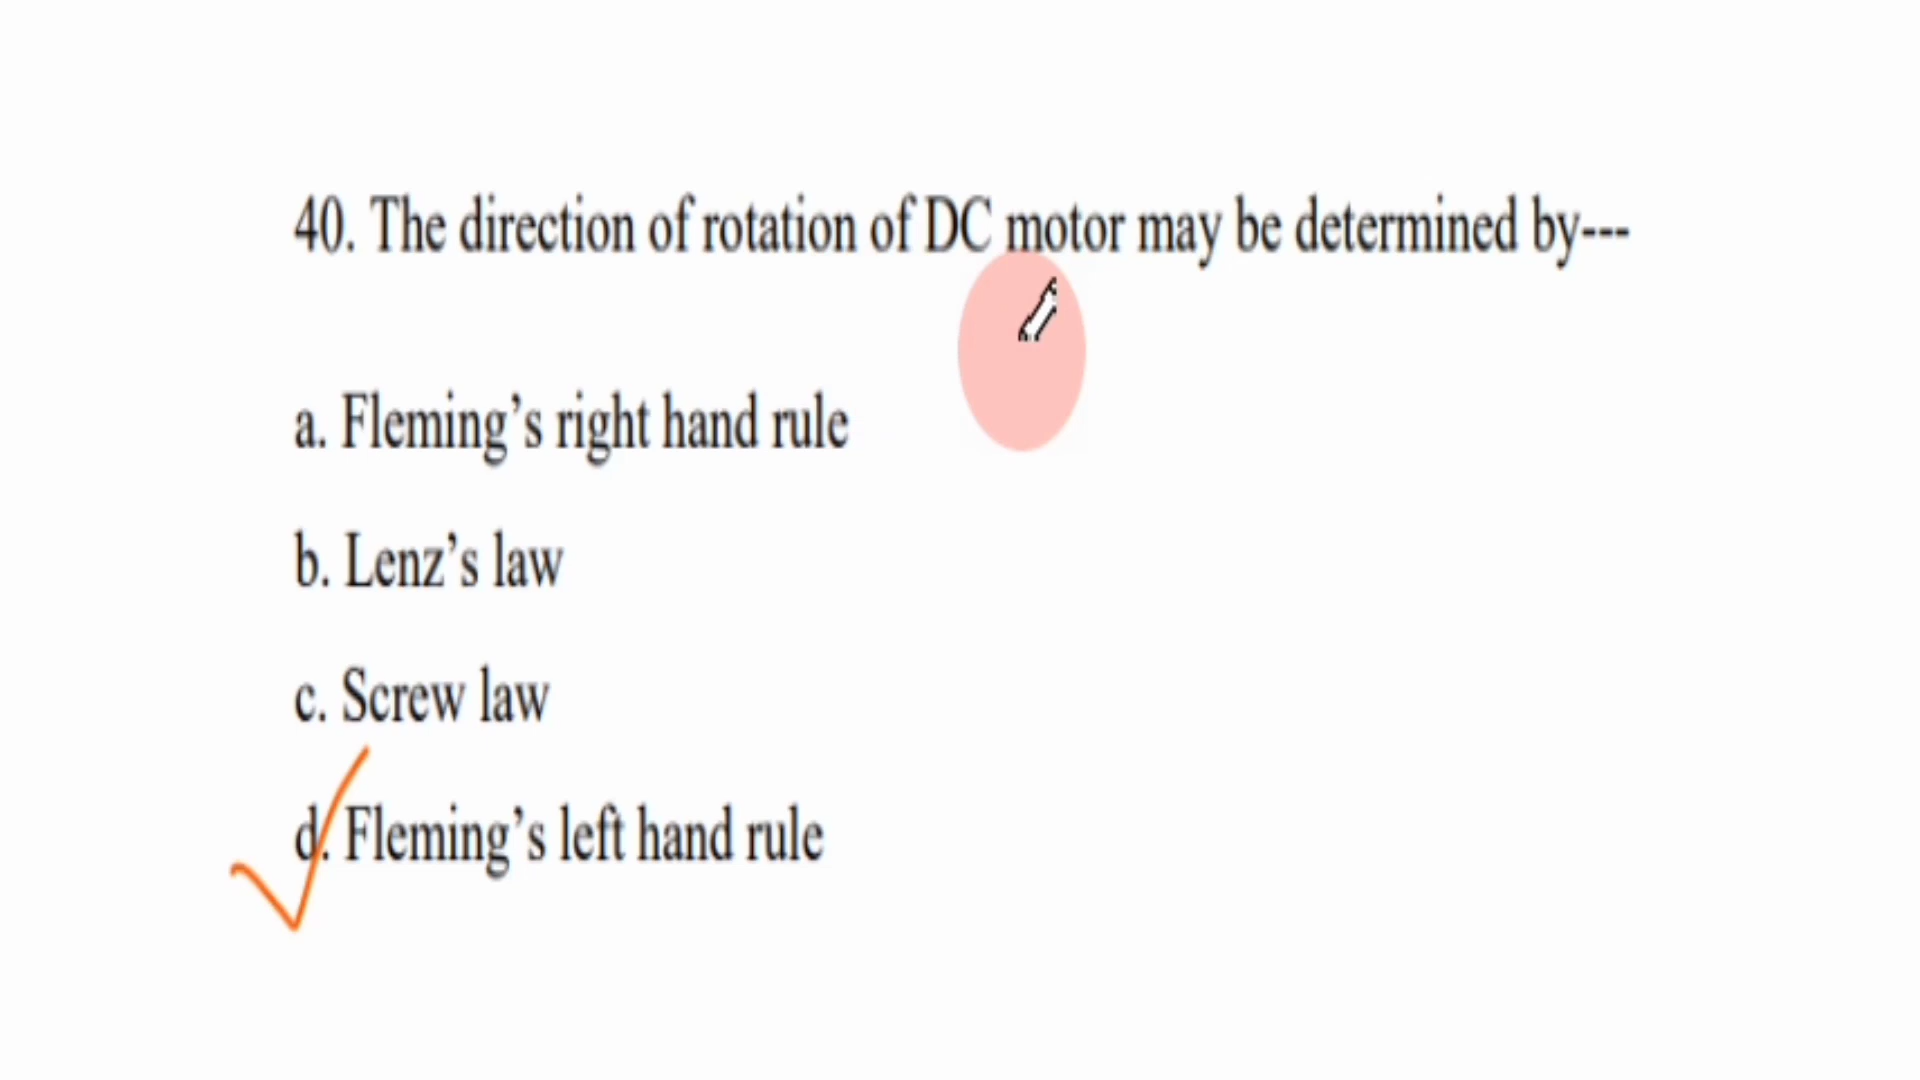 40. The direction of rotation of DC motor may be determined by---
a. Fleming’s right hand rule
b. Lenz’s law
c. Screw law
d. Fleming’s left hand rule